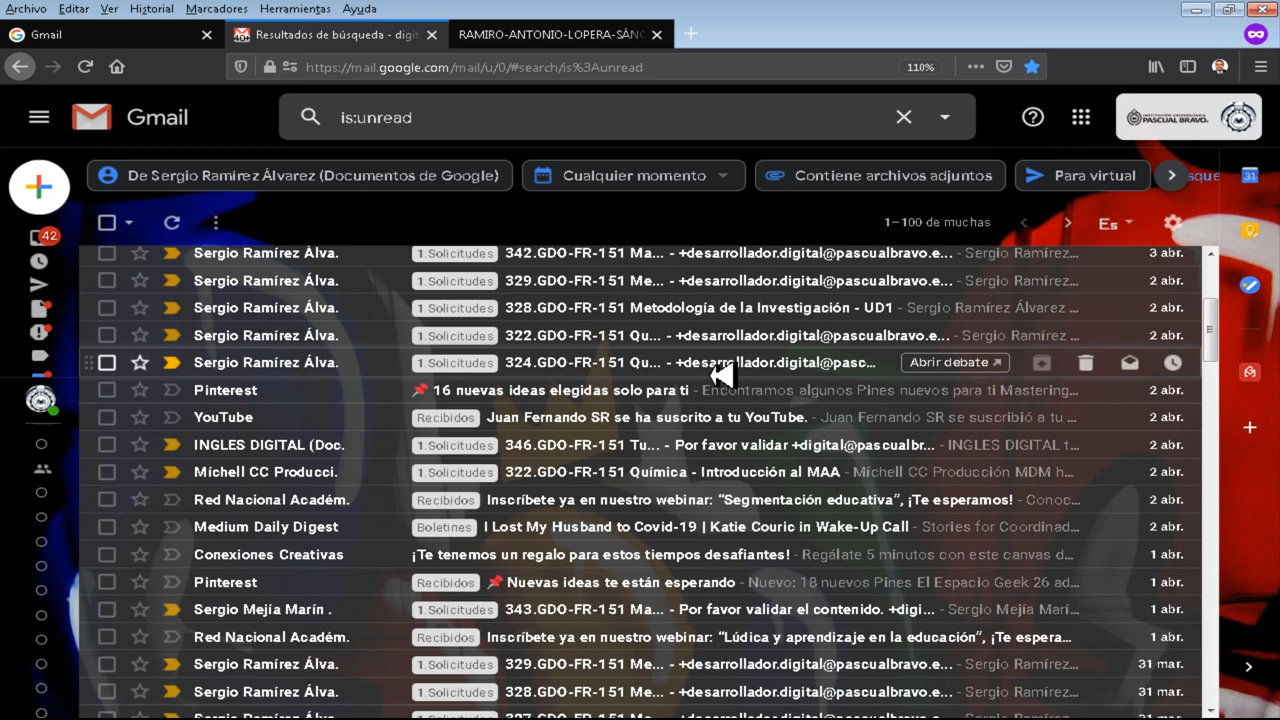 Archivo Editar Ver Historial Marcadores Herramientas Ayuda
Gmail
Resultados de búsqueda - digit
RAMIRO-ANTONIO-LOPERA-SÁNC
https://mail.google.com/mail/u/0/#search/is%3Aunread
110%
Gmail
is:unread
INSTITUCIÓN UNIVERSITARIA
PASCUAL BRAVO
De Sergio Ramírez Álvarez (Documentos de Google)
Cualquier momento
Contiene archivos adjuntos
Para virtual
sque
31
1–100 de muchas
Es
42
Sergio Ramírez Álva. 1.Solicitudes 342.GDO-FR-151 Ma... - +desarrollador.digital@pascualbravo.e... - Sergio Ramírez... 3 abr.
Sergio Ramírez Álva. 1.Solicitudes 329.GDO-FR-151 Me... - +desarrollador.digital@pascualbravo.e... - Sergio Ramírez... 2 abr.
Sergio Ramírez Álva. 1.Solicitudes 328.GDO-FR-151 Metodología de la Investigación - UD1 - Sergio Ramírez Álvarez ... 2 abr.
Sergio Ramírez Álva. 1.Solicitudes 322.GDO-FR-151 Qu... - +desarrollador.digital@pascualbravo.e... - Sergio Ramírez... 2 abr.
Sergio Ramírez Álva. 1.Solicitudes 324.GDO-FR-151 Qu... - +desarrollador.digital@pasc... Abrir debate
Pinterest 16 nuevas ideas elegidas solo para ti - Encontramos algunos Pines nuevos para ti Mastering... 2 abr.
YouTube Recibidos Juan Fernando SR se ha suscrito a tu YouTube. - Juan Fernando SR se suscribió a tu ... 2 abr.
INGLES DIGITAL (Doc. 1.Solicitudes 346.GDO-FR-151 Tu... - Por favor validar +digital@pascualbr... - INGLES DIGITAL t... 2 abr.
Míchell CC Producci. 1.Solicitudes 322.GDO-FR-151 Química - Introducción al MAA - Míchell CC Producción MDM h... 2 abr.
Red Nacional Académ. Recibidos Inscríbete ya en nuestro webinar: “Segmentación educativa”, ¡Te esperamos! - Conoc... 2 abr.
Medium Daily Digest Boletines I Lost My Husband to Covid-19 | Katie Couric in Wake-Up Call - Stories for Coordinad... 2 abr.
Conexiones Creativas ¡Te tenemos un regalo para estos tiempos desafiantes! - Regálate 5 minutos con este canvas d... 1 abr.
Pinterest Recibidos Nuevas ideas te están esperando - Nuevo: 18 nuevos Pines El Espacio Geek 26 ad... 1 abr.
Sergio Mejía Marín . 1.Solicitudes 343.GDO-FR-151 Ma... - Por favor validar el contenido. +digi... - Sergio Mejía Marí... 1 abr.
Red Nacional Académ. Recibidos Inscríbete ya en nuestro webinar: “Lúdica y aprendizaje en la educación”, ¡Te espera... 1 abr.
Sergio Ramírez Álva. 1.Solicitudes 329.GDO-FR-151 Me... - +desarrollador.digital@pascualbravo.e... - Sergio Ramírez... 31 mar.
Sergio Ramírez Álva. 1.Solicitudes 328.GDO-FR-151 Me... - +desarrollador.digital@pascualbravo.e... - Sergio Ramírez... 31 mar.